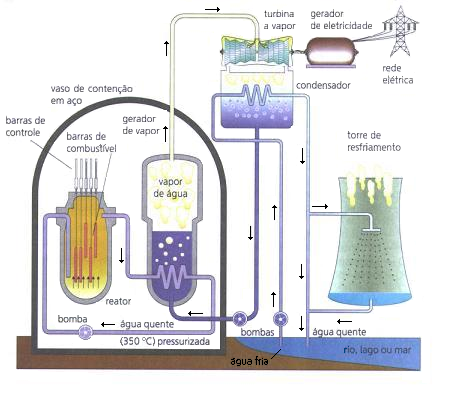 turbina
a vapor
gerador
de eletricidade
rede
elétrica
condensador
vaso de contenção
em aço
barras de
controle
barras de
combustível
gerador
de vapor
vapor
de água
torre de
resfriamento
reator
bomba
água quente
(350 °C) pressurizada
bombas
água fria
água quente
rio, lago ou mar